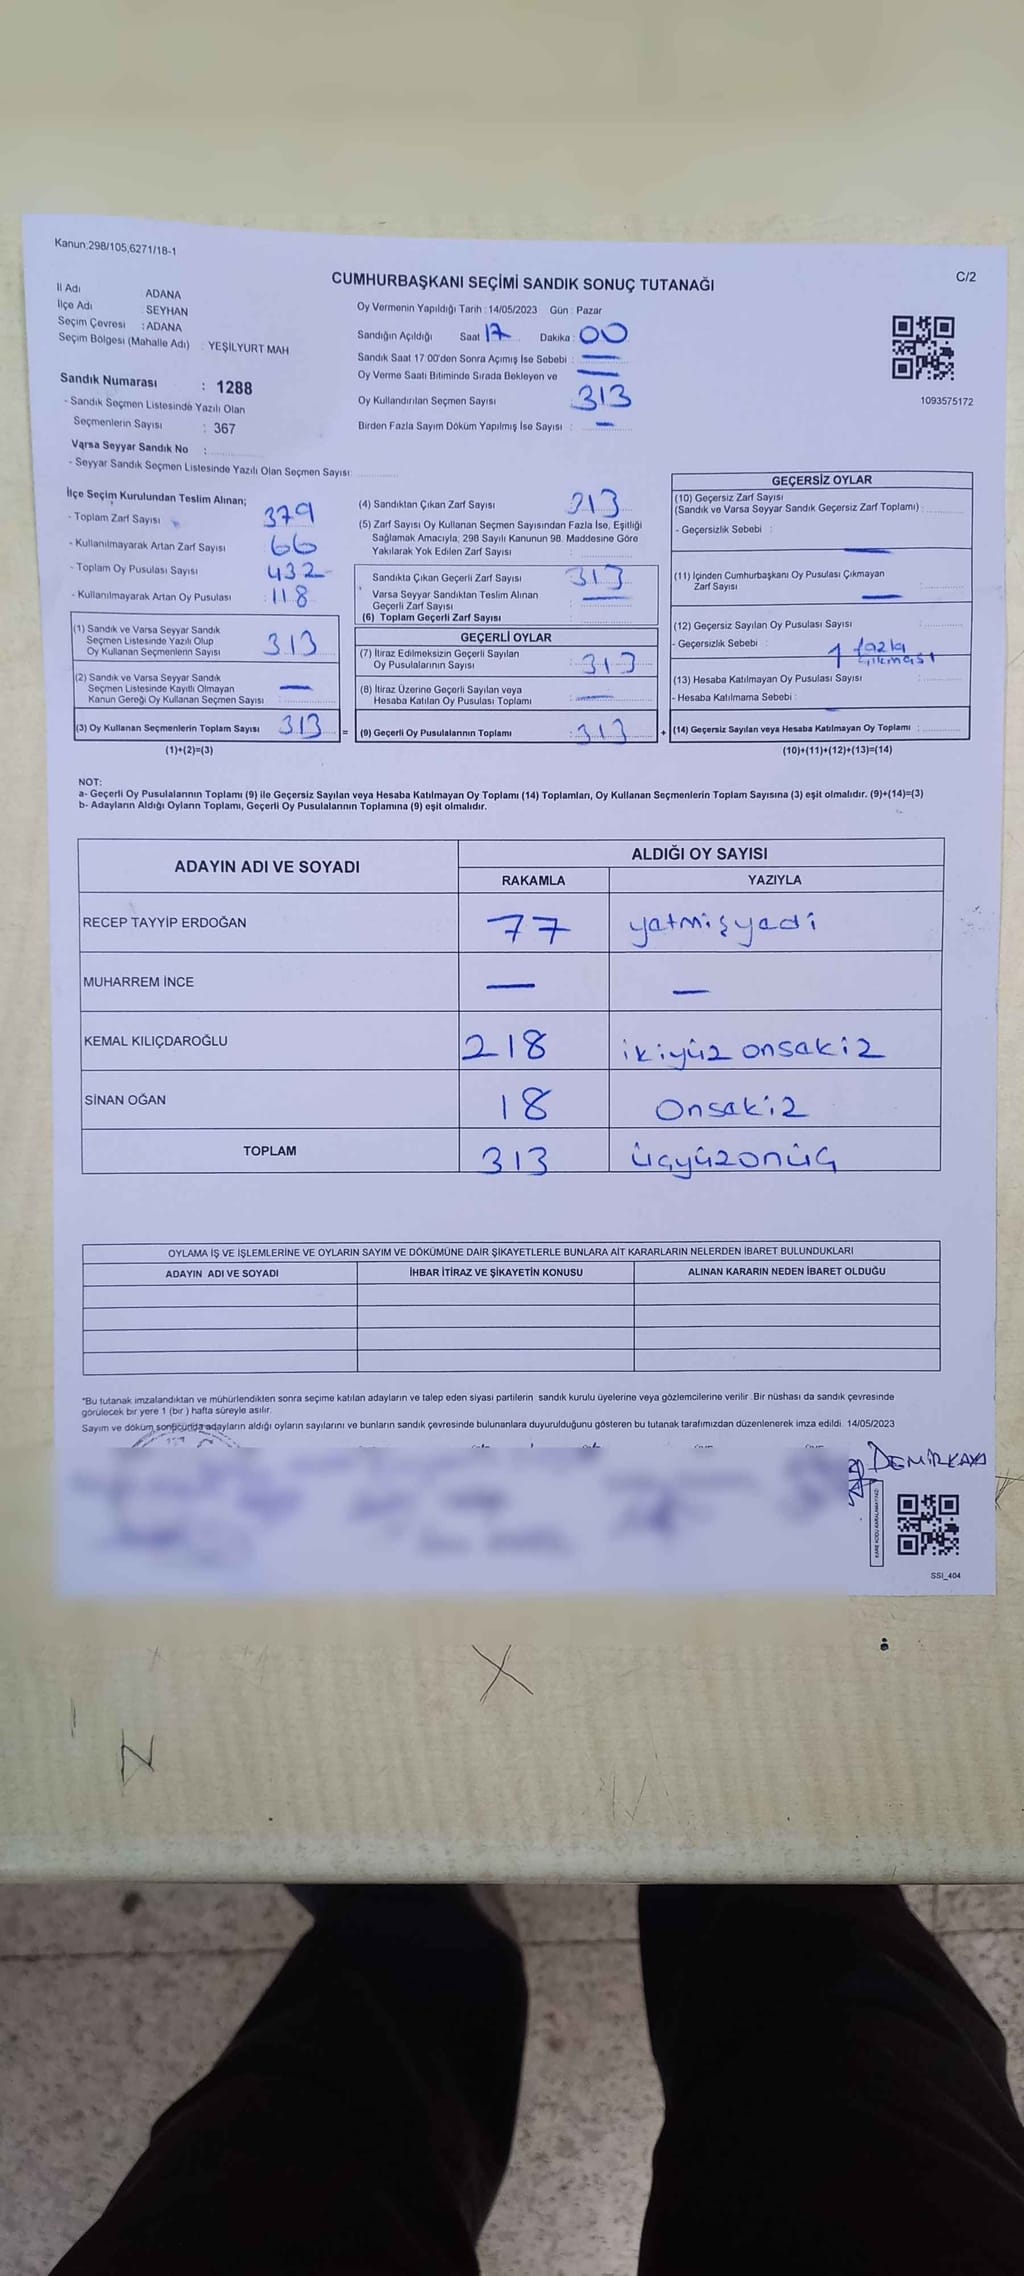 Kanun,298/105,6271/18-1
CUMHURBAŞKANI SEÇİMİ SANDIK SONUÇ TUTANAĞI
C/2
İl Adı ADANA
İlçe Adı : SEYHAN
Seçim Çevresi : ADANA
Seçim Bölgesi (Mahalle Adı) : YEŞİLYURT MAH
Sandık Numarası : 1288
- Sandık Seçmen Listesinde Yazılı Olan
Seçmenlerin Sayısı : 367
Varsa Seyyar Sandık No :
- Seyyar Sandık Seçmen Listesinde Yazılı Olan Seçmen Sayısı:
Oy Vermenin Yapıldığı Tarih : 14/05/2023 Gün : Pazar
Sandığın Açıldığı Saat 17 Dakika : 00
Sandık Saat 17 00'den Sonra Açımış İse Sebebi : —
Oy Verme Saati Bitiminde Sırada Bekleyen ve —
Oy Kullandırılan Seçmen Sayısı 313
Birden Fazla Sayım Döküm Yapılmış İse Sayısı : —
1093575172
İlçe Seçim Kurulundan Teslim Alınan;
- Toplam Zarf Sayısı 379
- Kullanılmayarak Artan Zarf Sayısı 66
- Toplam Oy Pusulası Sayısı 432
- Kullanılmayarak Artan Oy Pusulası : 118
(1) Sandık ve Varsa Seyyar Sandık
Seçmen Listesinde Yazılı Olup
Oy Kullanan Seçmenlerin Sayısı 313
(2) Sandık ve Varsa Seyyar Sandık
Seçmen Listesinde Kayıtlı Olmayan
Kanun Gereği Oy Kullanan Seçmen Sayısı : —
(3) Oy Kullanan Seçmenlerin Toplam Sayısı 313 =
(1)+(2)=(3)
(4) Sandıktan Çıkan Zarf Sayısı 313
(5) Zarf Sayısı Oy Kullanan Seçmen Sayısından Fazla İse, Eşitliği
Sağlamak Amacıyla, 298 Sayılı Kanunun 98. Maddesine Göre
Yakılarak Yok Edilen Zarf Sayısı :
Sandıkta Çıkan Geçerli Zarf Sayısı 313
Varsa Seyyar Sandıktan Teslim Alınan
Geçerli Zarf Sayısı : —
(6) Toplam Geçerli Zarf Sayısı :
GEÇERLİ OYLAR
(7) İtiraz Edilmeksizin Geçerli Sayılan
Oy Pusulalarının Sayısı : 313
(8) İtiraz Üzerine Geçerli Sayılan veya
Hesaba Katılan Oy Pusulası Toplamı : —
(9) Geçerli Oy Pusulalarının Toplamı : 313 +
GEÇERSİZ OYLAR
(10) Geçersiz Zarf Sayısı
(Sandık ve Varsa Seyyar Sandık Geçersiz Zarf Toplamı) :
- Geçersizlik Sebebi : —
(11) İçinden Cumhurbaşkanı Oy Pusulası Çıkmayan
Zarf Sayısı : —
(12) Geçersiz Sayılan Oy Pusulası Sayısı :
- Geçersizlik Sebebi : 1 fazla
çıkması
(13) Hesaba Katılmayan Oy Pusulası Sayısı :
- Hesaba Katılmama Sebebi : —
(14) Geçersiz Sayılan veya Hesaba Katılmayan Oy Toplamı :
(10)+(11)+(12)+(13)=(14)
NOT:
a- Geçerli Oy Pusulalarının Toplamı (9) ile Geçersiz Sayılan veya Hesaba Katılmayan Oy Toplamı (14) Toplamları, Oy Kullanan Seçmenlerin Toplam Sayısına (3) eşit olmalıdır. (9)+(14)=(3)
b- Adayların Aldığı Oyların Toplamı, Geçerli Oy Pusulalarının Toplamına (9) eşit olmalıdır.
ADAYIN ADI VE SOYADI ALDIĞI OY SAYISI
RAKAMLA YAZIYLA
RECEP TAYYİP ERDOĞAN 77 yatmişyadi
MUHARREM İNCE — —
KEMAL KILIÇDAROĞLU 218 ikiyüz onsakiz
SİNAN OĞAN 18 Onsakiz
TOPLAM 313 üçyüzonüç
OYLAMA İŞ VE İŞLEMLERİNE VE OYLARIN SAYIM VE DÖKÜMÜNE DAİR ŞİKAYETLERLE BUNLARA AİT KARARLARIN NELERDEN İBARET BULUNDUKLARI
ADAYIN ADI VE SOYADI İHBAR İTİRAZ VE ŞİKAYETİN KONUSU ALINAN KARARIN NEDEN İBARET OLDUĞU
*Bu tutanak imzalandıktan ve mühürlendikten sonra seçime katılan adayların ve talep eden siyasi partilerin sandık kurulu üyelerine veya gözlemcilerine verilir. Bir nüshası da sandık çevresinde
görülecek bir yere 1 (bir) hafta süreyle asılır.
Sayım ve döküm sonucunda adayların aldığı oyların sayılarını ve bunların sandık çevresinde bulunanlara duyurulduğunu gösteren bu tutanak tarafımızdan düzenlenerek imza edildi. 14/05/2023
DEMİRKAYA
SSI_404